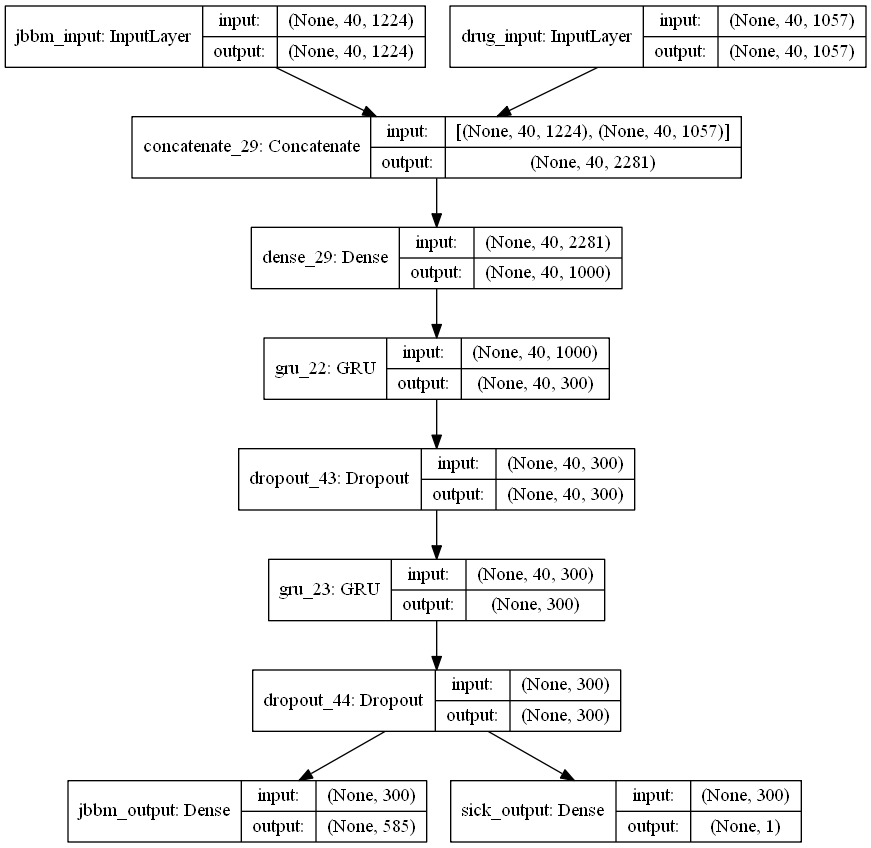 jbbm_input: InputLayer
input: (None, 40, 1224)
output: (None, 40, 1224)
drug_input: InputLayer
input: (None, 40, 1057)
output: (None, 40, 1057)
concatenate_29: Concatenate
input: [(None, 40, 1224), (None, 40, 1057)]
output: (None, 40, 2281)
dense_29: Dense
input: (None, 40, 2281)
output: (None, 40, 1000)
gru_22: GRU
input: (None, 40, 1000)
output: (None, 40, 300)
dropout_43: Dropout
input: (None, 40, 300)
output: (None, 40, 300)
gru_23: GRU
input: (None, 40, 300)
output: (None, 300)
dropout_44: Dropout
input: (None, 300)
output: (None, 300)
jbbm_output: Dense
input: (None, 300)
output: (None, 585)
sick_output: Dense
input: (None, 300)
output: (None, 1)